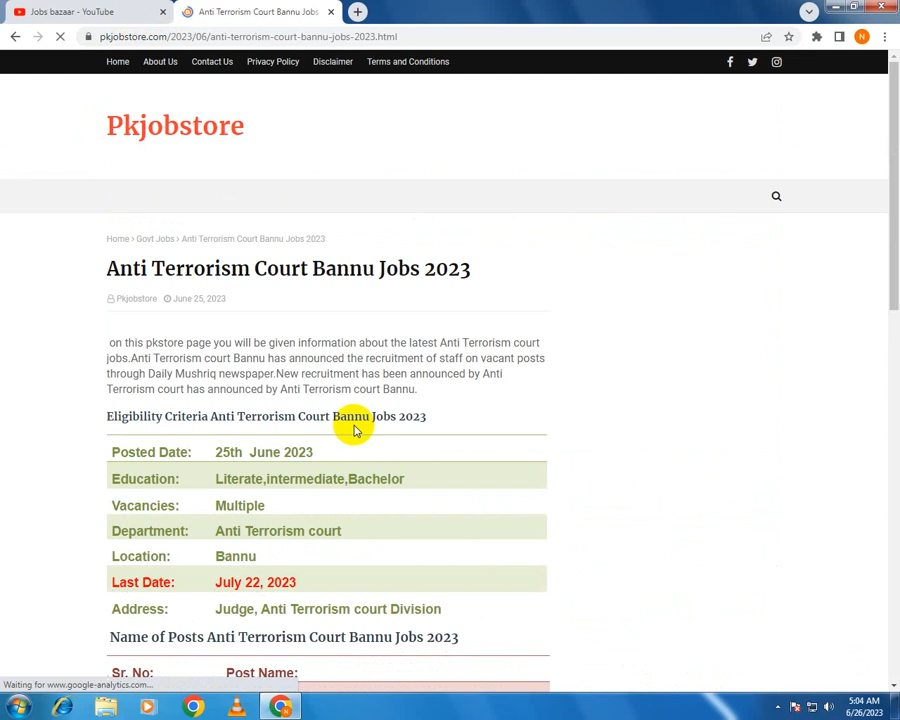 Jobs bazaar - YouTube
Anti Terrorism Court Bannu Jobs
pkjobstore.com/2023/06/anti-terrorism-court-bannu-jobs-2023.html
N
Home About Us Contact Us Privacy Policy Disclaimer Terms and Conditions
Pkjobstore
Home › Govt Jobs › Anti Terrorism Court Bannu Jobs 2023
Anti Terrorism Court Bannu Jobs 2023
Pkjobstore June 25, 2023
on this pkstore page you will be given information about the latest Anti Terrorism court
jobs.Anti Terrorism court Bannu has announced the recruitment of staff on vacant posts
through Daily Mushriq newspaper.New recruitment has been announced by Anti
Terrorism court has announced by Anti Terrorism court Bannu.
Eligibility Criteria Anti Terrorism Court Bannu Jobs 2023
Posted Date: 25th June 2023
Education: Literate,intermediate,Bachelor
Vacancies: Multiple
Department: Anti Terrorism court
Location: Bannu
Last Date: July 22, 2023
Address: Judge, Anti Terrorism court Division
Name of Posts Anti Terrorism Court Bannu Jobs 2023
Sr. No: Post Name:
Waiting for www.google-analytics.com...
5:04 AM
6/26/2023